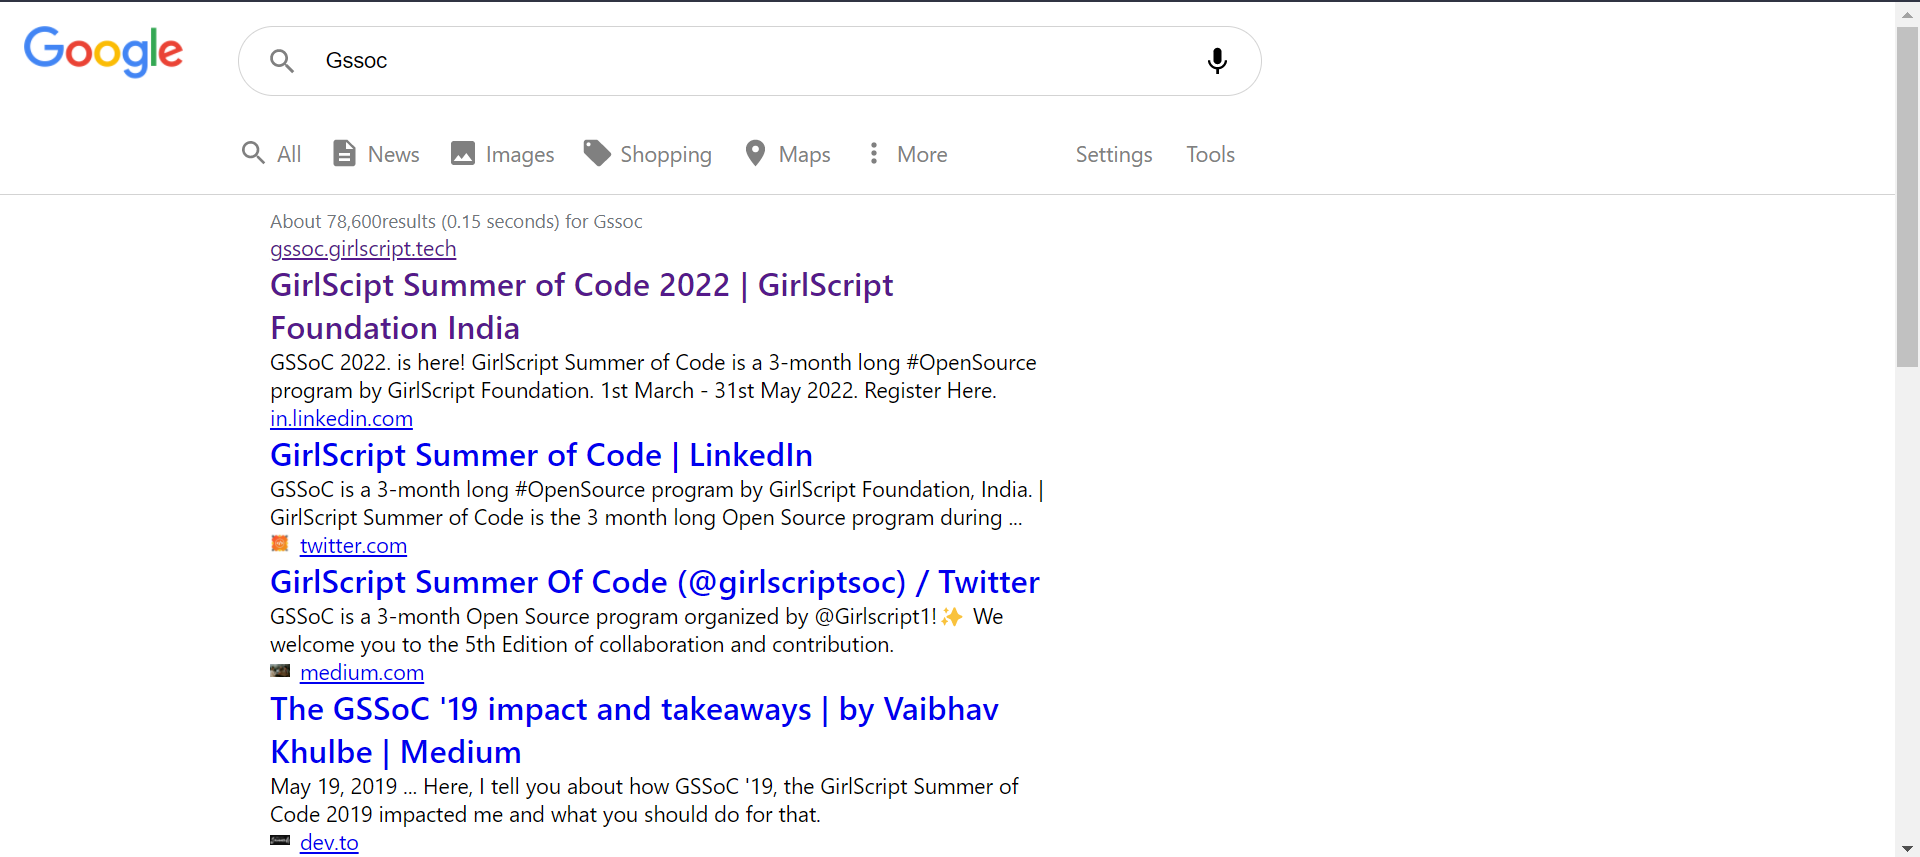 Google
Gssoc
All News Images Shopping Maps More Settings Tools
About 78,600results (0.15 seconds) for Gssoc
gssoc.girlscript.tech
GirlScipt Summer of Code 2022 | GirlScript
Foundation India
GSSoC 2022. is here! GirlScript Summer of Code is a 3-month long #OpenSource
program by GirlScript Foundation. 1st March - 31st May 2022. Register Here.
in.linkedin.com
GirlScript Summer of Code | LinkedIn
GSSoC is a 3-month long #OpenSource program by GirlScript Foundation, India. |
GirlScript Summer of Code is the 3 month long Open Source program during ...
twitter.com
GirlScript Summer Of Code (@girlscriptsoc) / Twitter
GSSoC is a 3-month Open Source program organized by @Girlscript1!✨ We
welcome you to the 5th Edition of collaboration and contribution.
medium.com
The GSSoC '19 impact and takeaways | by Vaibhav
Khulbe | Medium
May 19, 2019 ... Here, I tell you about how GSSoC '19, the GirlScript Summer of
Code 2019 impacted me and what you should do for that.
dev.to